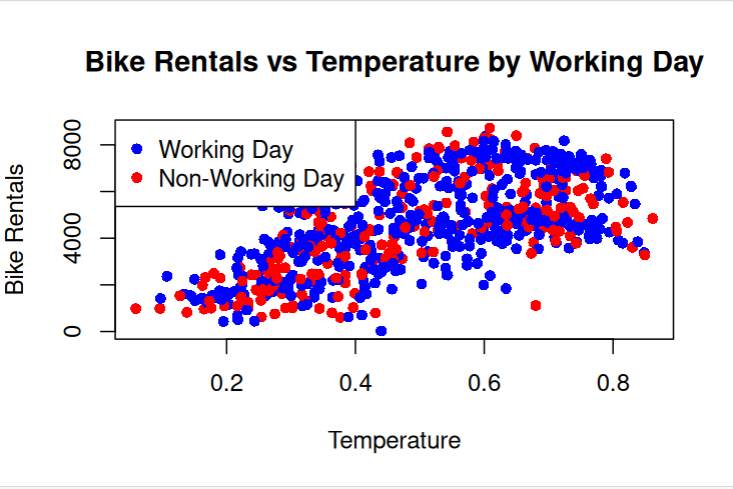 Bike Rentals vs Temperature by Working Day
Working Day
Non-Working Day
Bike Rentals
8000
4000
0
0.2 0.4 0.6 0.8
Temperature